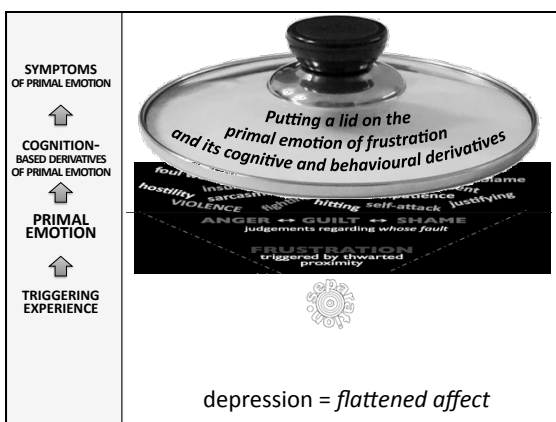 SYMPTOMS
OF PRIMAL EMOTION
COGNITION-
BASED DERIVATIVES
OF PRIMAL EMOTION
PRIMAL
EMOTION
TRIGGERING
EXPERIENCE
Putting a lid on the
primal emotion of frustration
and its cognitive and behavioural derivatives
foul
hostility
sarcasm
VIOLENCE
hitting
self-attack
justifying
ANGER ↔ GUILT ↔ SHAME
judgements regarding whose fault
FRUSTRATION
triggered by thwarted
proximity
separation
depression = flattened affect